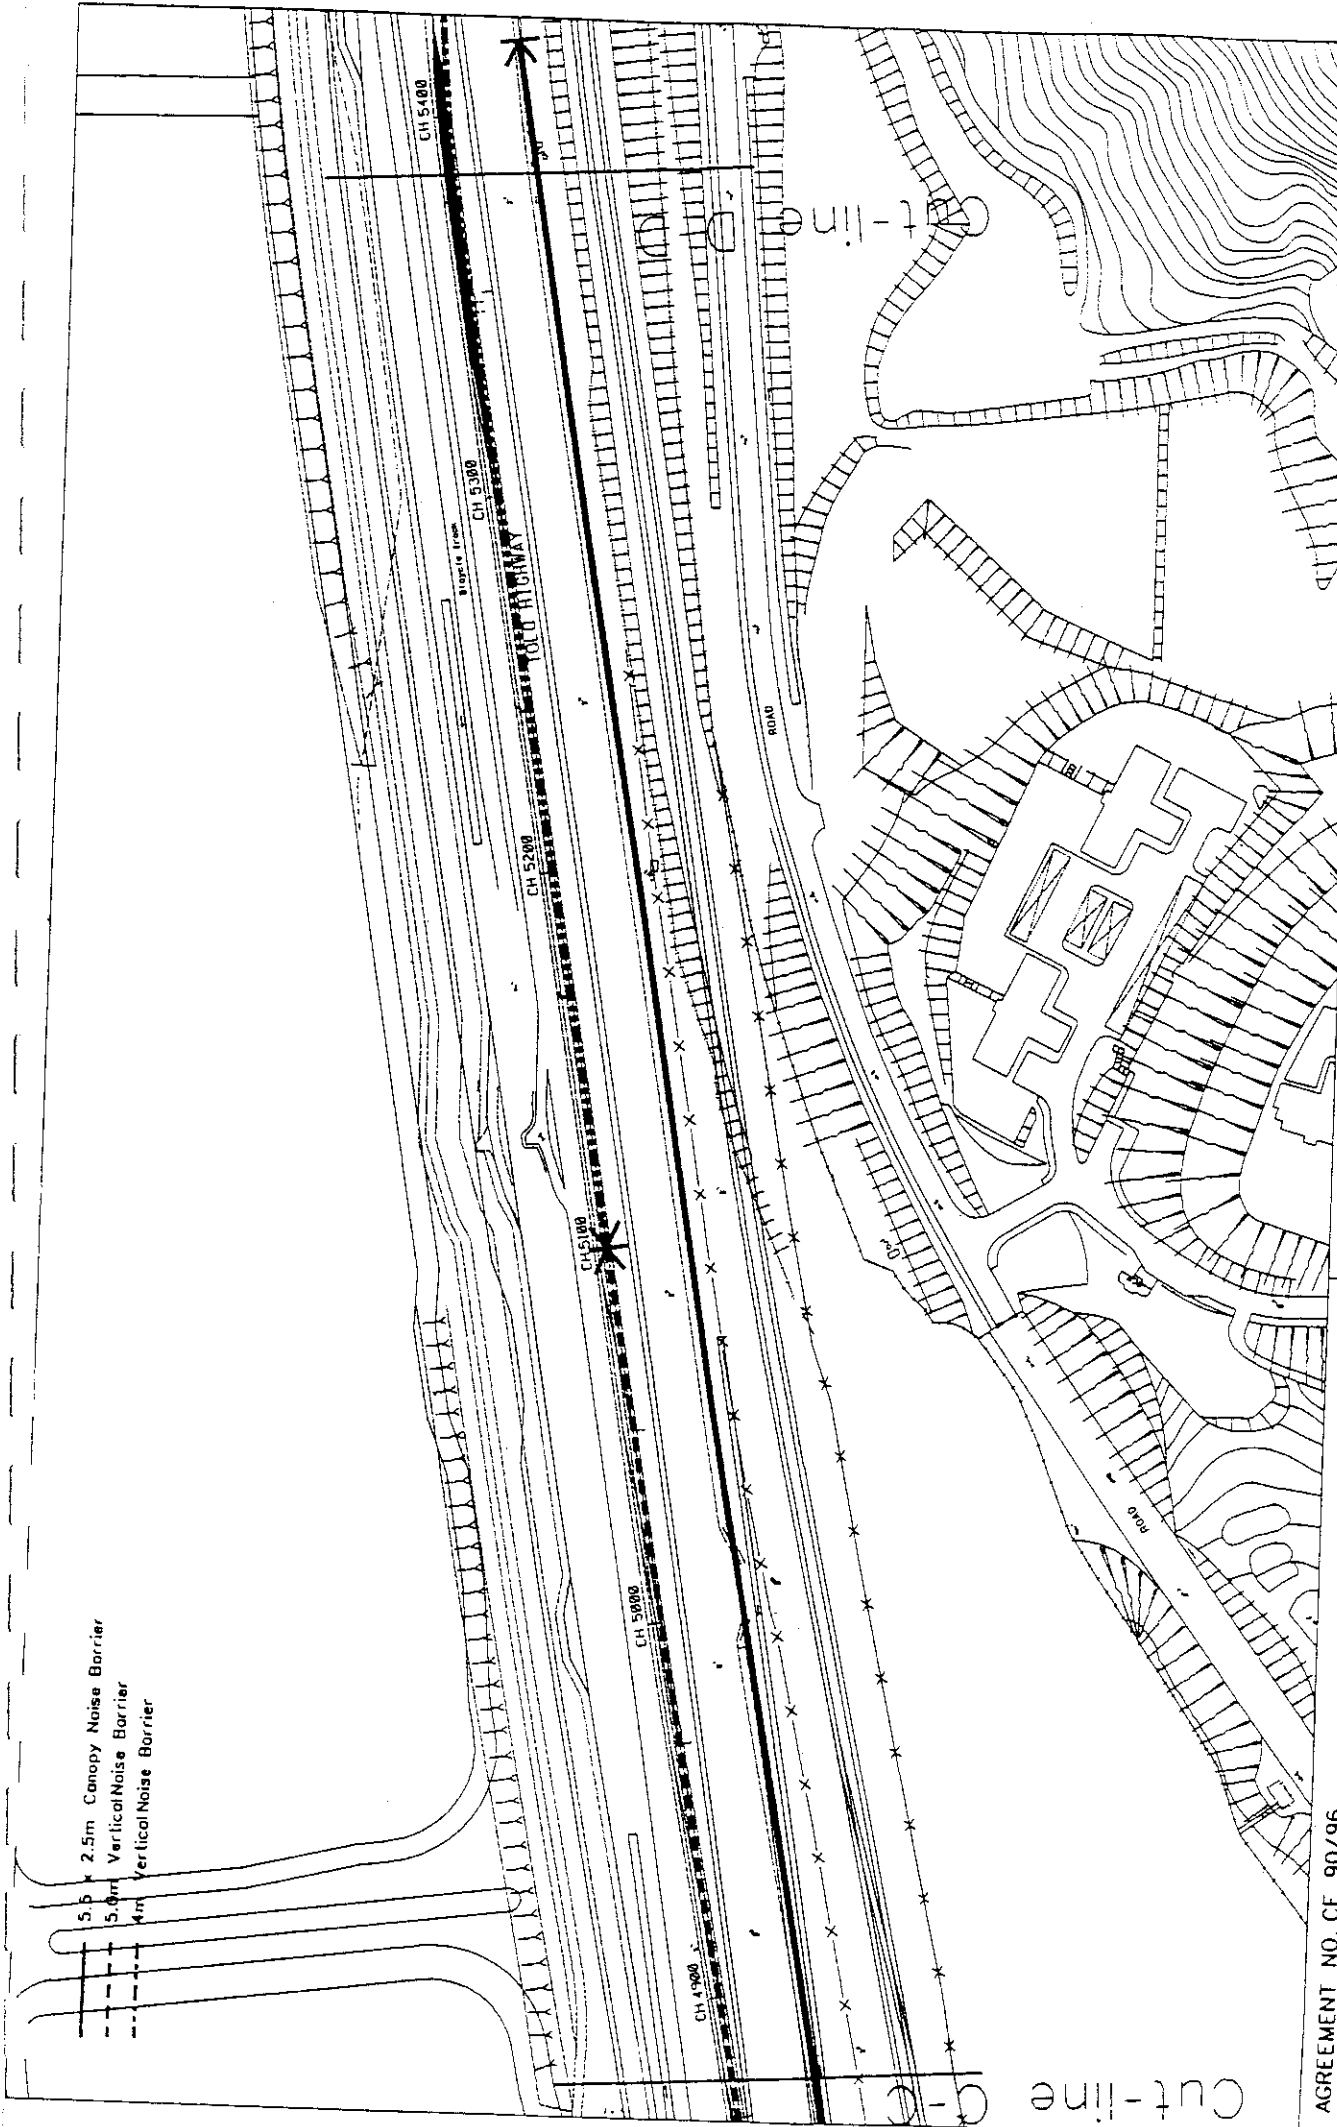 5.5 x 2.5m Canopy Noise Barrier
5.0m Vertical Noise Barrier
4m Vertical Noise Barrier
CH 4900
CH 5000
CH 5100
CH 5200
CH 5300
CH 5400
Bicycle Track
TOLO HIGHWAY
ROAD
ROAD
Cut-line C-C
Cut-line D-D
AGREEMENT NO. CE 90/96